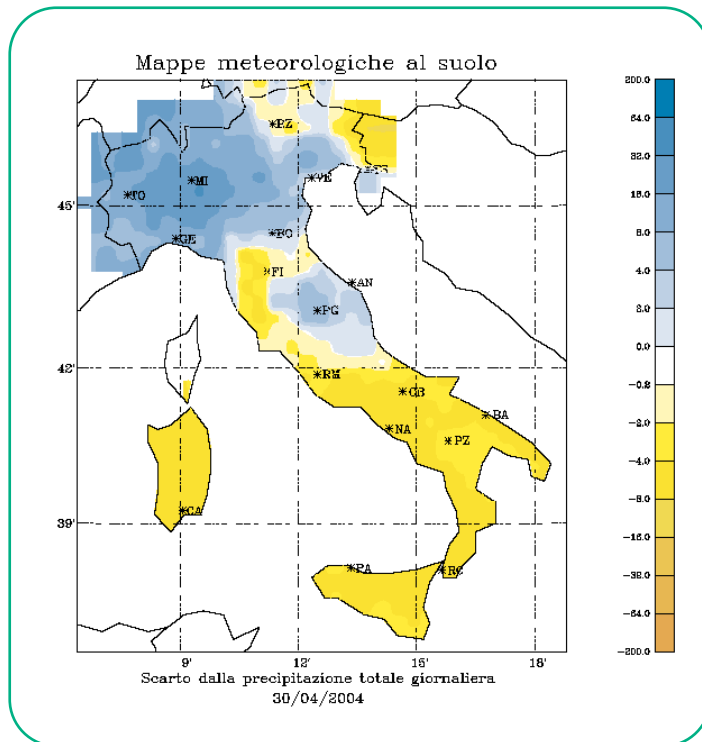 Mappe meteorologiche al suolo
BZ
MI
VE
TS
TO
BO
GE
FI
AN
PG
RM
CB
BA
NA
PZ
CA
PA
RC
45'
42'
39'
9'
12'
15'
18'
200.0
64.0
32.0
16.0
8.0
4.0
2.0
0.0
-0.2
-2.0
-4.0
-8.0
-16.0
-32.0
-64.0
-200.0
Scarto dalla precipitazione totale giornaliera
30/04/2004